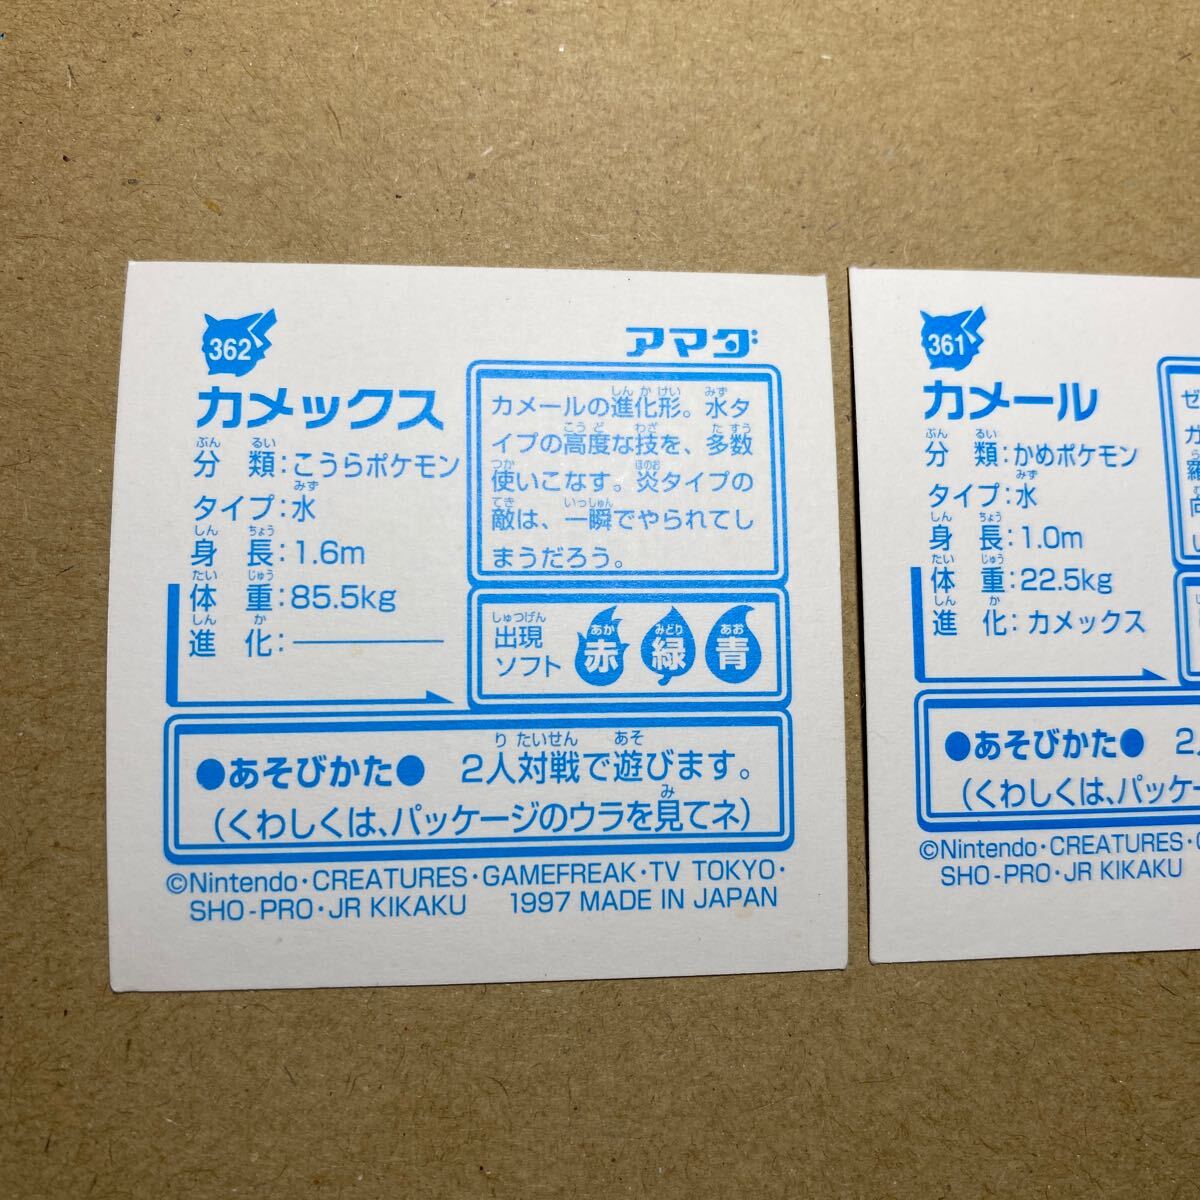 362
アマダ
カメックス
分類:こうらポケモン
タイプ:水
身長:1.6m
体重:85.5kg
進化:————
カメールの進化形。水タ
イプの高度な技を、多数
使いこなす。炎タイプの
敵は、一瞬でやられてし
まうだろう。
出現
ソフト
赤 緑 青
●あそびかた● 2人対戦で遊びます。
(くわしくは、パッケージのウラを見てネ)
©Nintendo・CREATURES・GAMEFREAK・TV TOKYO・
SHO-PRO・JR KIKAKU 1997 MADE IN JAPAN
361
カメール
分類:かめポケモン
タイプ:水
身長:1.0m
体重:22.5kg
進化:カメックス
ゼ
ガ
羅
向
い
●あそびかた● 2
(くわしくは、パッケー
©Nintendo・CREATURES・
SHO-PRO・JR KIKAKU